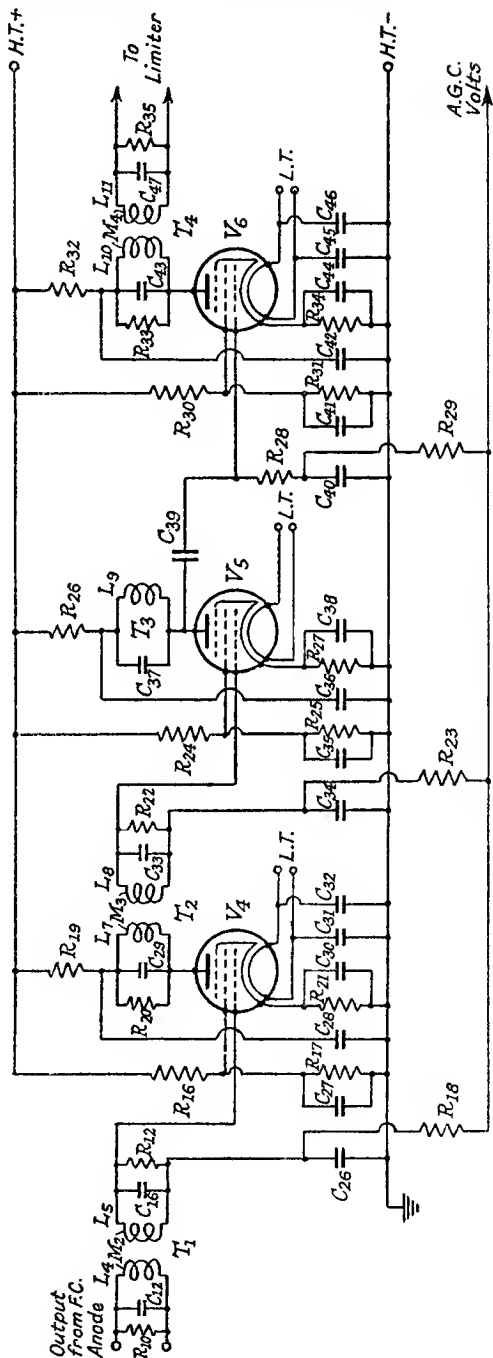 H.T.+
Output
from F.C.
Anode
R10
C12
L4
M2
T1
L5
C16
R12
R16
R19
R20
C29
L7
M3
T2
L8
C33
R22
V4
L.T.
C26
R18
C27
R17
C28
R21
C30
C31
C32
R24
R26
C37
T3
L9
C39
V5
L.T.
C34
R23
C35
R25
C36
R27
C38
R28
C40
R29
R30
R32
R33
C43
L10
M4
T4
L11
C47
R35
To
Limiter
V6
L.T.
C41
R31
C42
R34
C44
C45
C46
H.T.-
A.G.C.
Volts